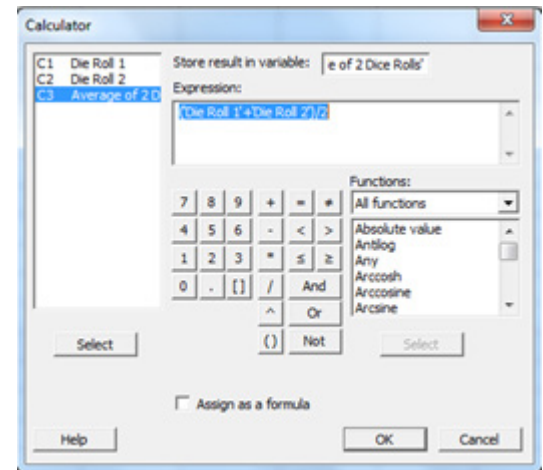 Calculator
C1 Die Roll 1
C2 Die Roll 2
C3 Average of 2 D
Store result in variable: e of 2 Dice Rolls'
Expression:
('Die Roll 1'+'Die Roll 2')/2
Functions:
7 8 9 + = ≠ All functions
4 5 6 - < > Absolute value
Antilog
1 2 3 * ≤ ≥ Any
Arccosh
0 . [] / And Arccosine
Arcsine
^ Or
Select () Not Select
Assign as a formula
Help OK Cancel